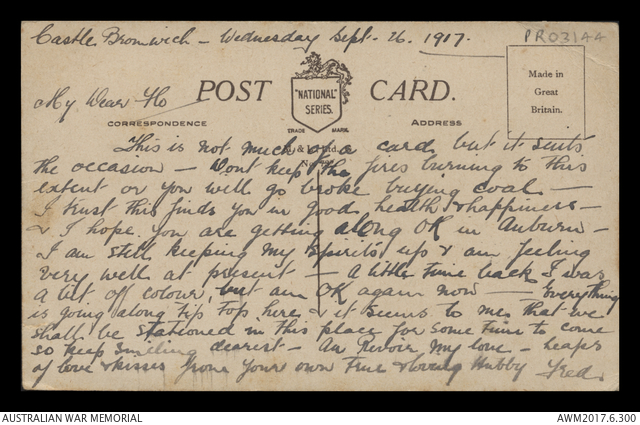 Castle Bromwich - Wednesday Sept. 26. 1917.
PRO3144
My Dear Flo
POST CARD.
"NATIONAL"
SERIES.
TRADE MARK
Made in
Great
Britain.
CORRESPONDENCE
ADDRESS
This is not much of a card, but it suits
the occasion - Dont keep the fires burning to this
extent or you will go broke buying coal -
I trust this finds you in good health & happiness -
& I hope you are getting along OK in Auburn -
I am still keeping my spirits up & am feeling
very well at present - A little time back I was
a bit off colour, but am OK again now - Everything
is going along tip top here & it seems to me that we
shall be stationed in this place for some time to come
so keep smiling dearest - Au Revoir my love - heaps
of love & kisses from your own true & loving Hubby Fred.
AUSTRALIAN WAR MEMORIAL
AWM2017.6.300